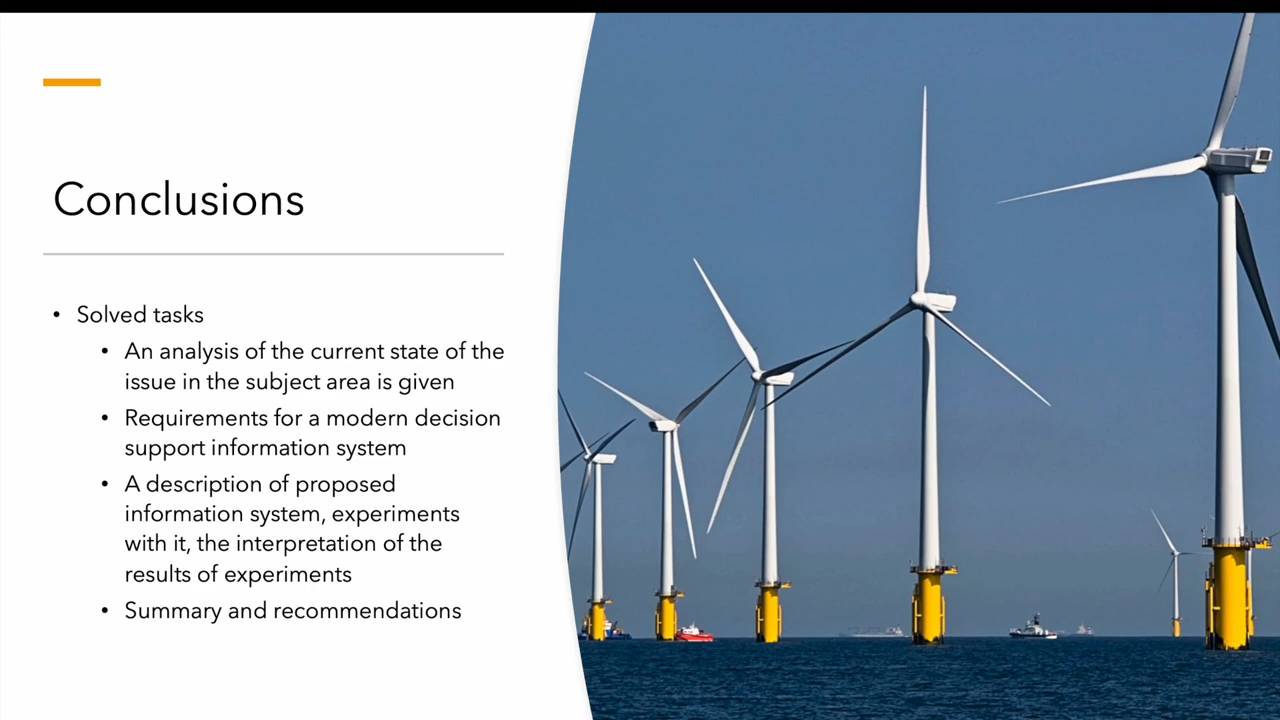 Conclusions
• Solved tasks
• An analysis of the current state of the
issue in the subject area is given
• Requirements for a modern decision
support information system
• A description of proposed
information system, experiments
with it, the interpretation of the
results of experiments
• Summary and recommendations